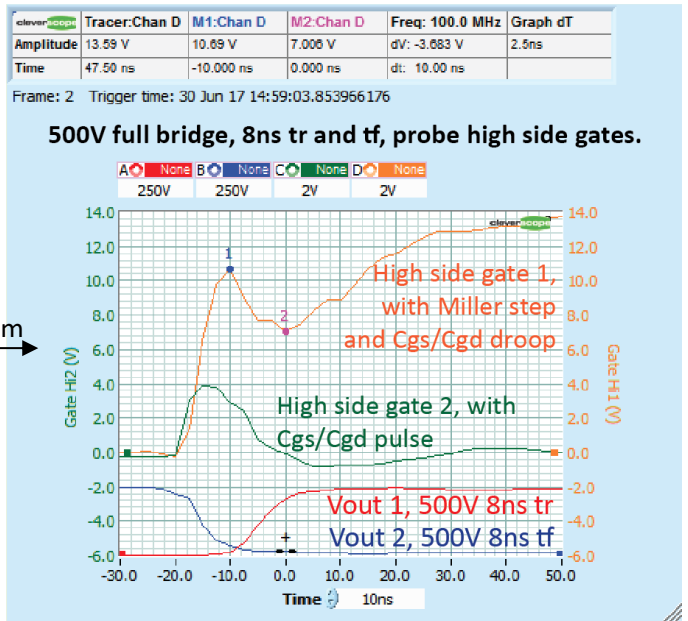 cleverscope Tracer:Chan D M1:Chan D M2:Chan D Freq: 100.0 MHz Graph dT
Amplitude 13.59 V 10.69 V 7.006 V dV: -3.683 V 2.5ns
Time 47.50 ns -10.000 ns 0.000 ns dt: 10.00 ns
Frame: 2 Trigger time: 30 Jun 17 14:59:03.853966176
500V full bridge, 8ns tr and tf, probe high side gates.
A None B None C None D None
250V 250V 2V 2V
14.0 cleverscope 14.0
12.0 12.0
1
10.0 High side gate 1, 10.0
with Miller step
8.0 2 8.0
m and Cgs/Cgd droop
6.0 6.0
Gate Hi2 (V)
Gate Hi1 (V)
4.0 4.0
High side gate 2, with
2.0 2.0
Cgs/Cgd pulse
0.0 0.0
-2.0 -2.0
Vout 1, 500V 8ns tr
-4.0 -4.0
Vout 2, 500V 8ns tf
-6.0 -6.0
-30.0 -20.0 -10.0 0.0 10.0 20.0 30.0 40.0 50.0
Time 10ns